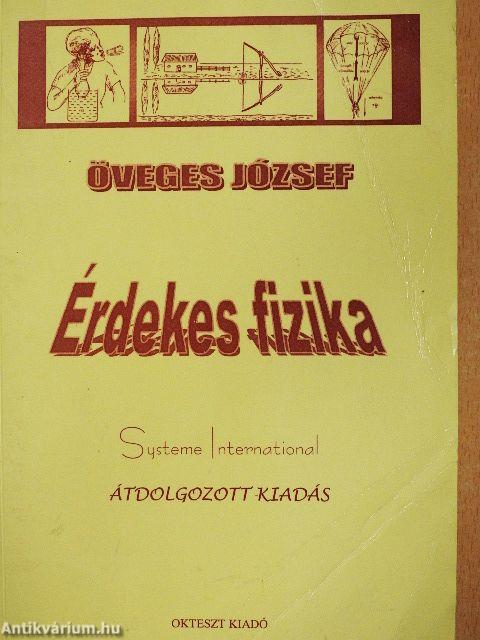 ÖVEGES JÓZSEF
Érdekes fizika
Systeme International
ÁTDOLGOZOTT KIADÁS
OKTESZT KIADÓ
Antikvárium.hu